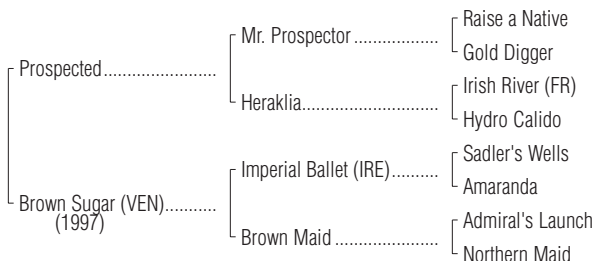 Raise a Native
Mr. Prospector ..................
Gold Digger
Prospected........................
Irish River (FR)
Heraklia.............................
Hydro Calido
Sadler's Wells
Imperial Ballet (IRE)..........
Amaranda
Brown Sugar (VEN)...........
(1997)
Admiral's Launch
Brown Maid ......................
Northern Maid